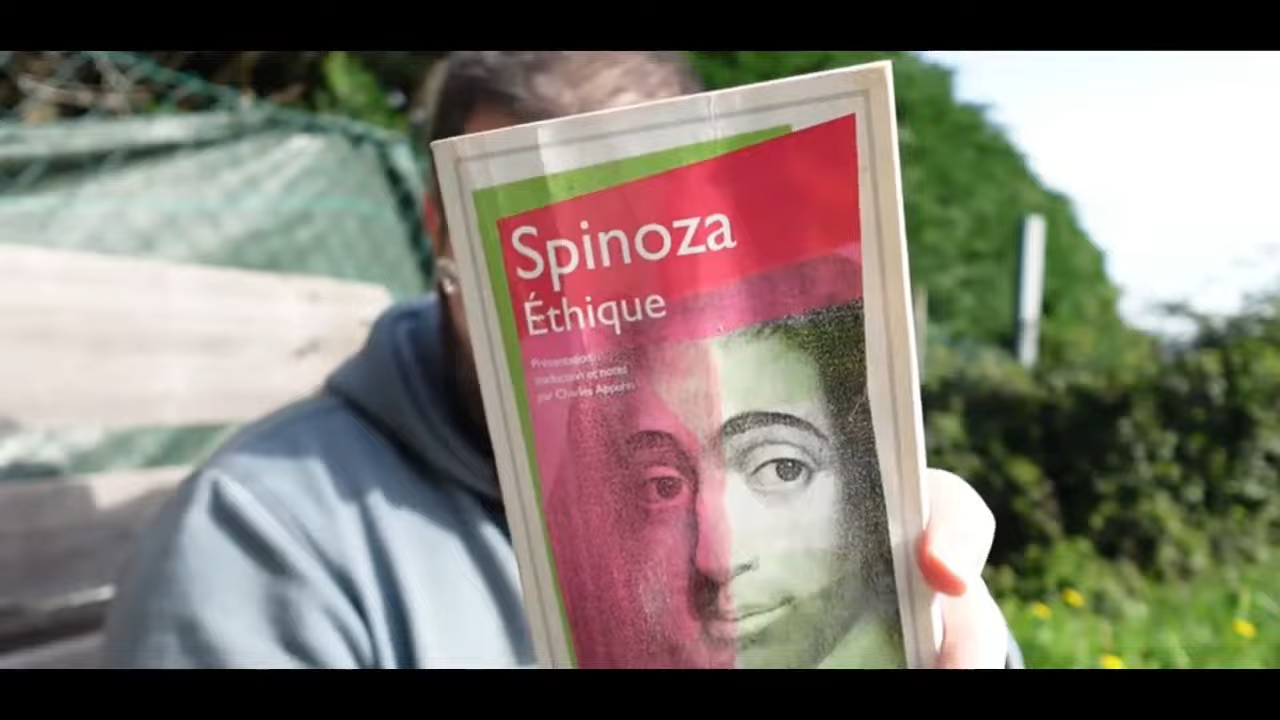 Spinoza
Éthique
Présentation,
traduction et notes
par Charles Appuhn